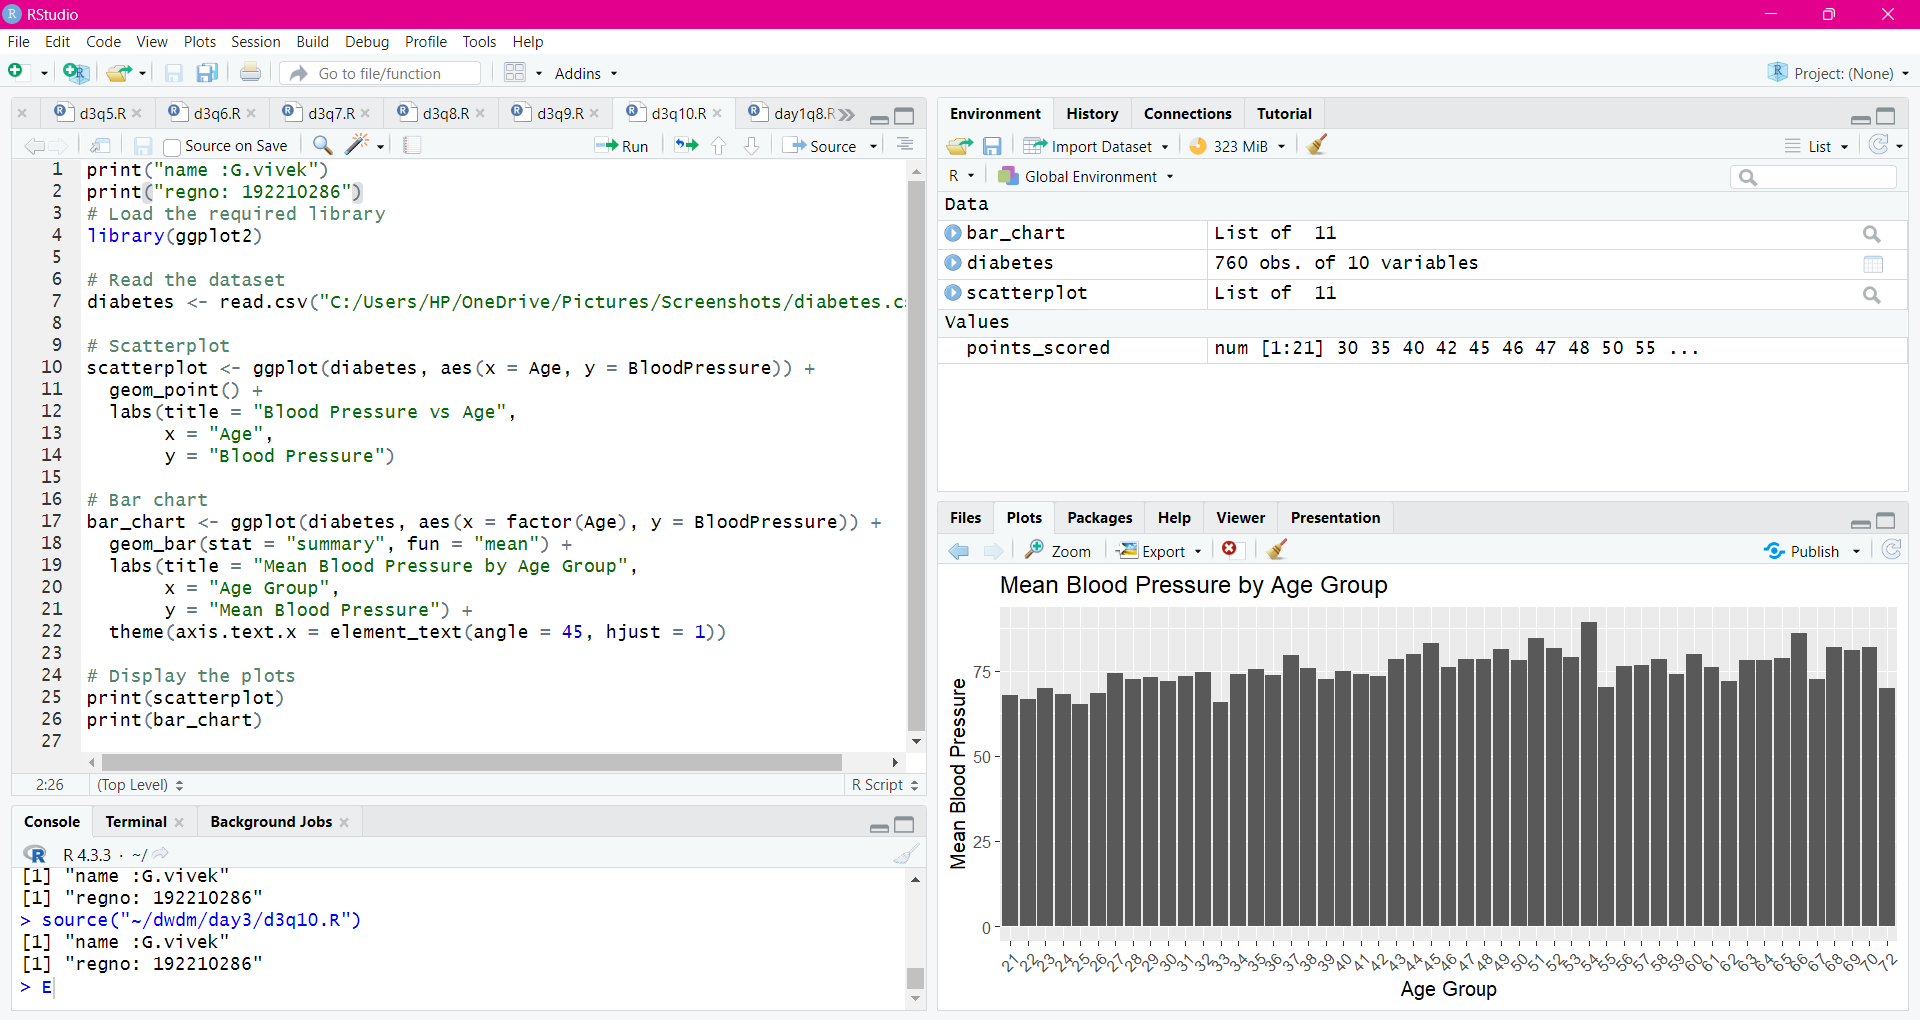 RStudio
File Edit Code View Plots Session Build Debug Profile Tools Help
Go to file/function Addins Project: (None)
d3q5.R d3q6.R d3q7.R d3q8.R d3q9.R d3q10.R day1q8.R
Source on Save Run Source
1 print("name :G.vivek")
2 print("regno: 192210286")
3 # Load the required library
4 library(ggplot2)
5
6 # Read the dataset
7 diabetes <- read.csv("C:/Users/HP/OneDrive/Pictures/Screenshots/diabetes.c
8
9 # Scatterplot
10 scatterplot <- ggplot(diabetes, aes(x = Age, y = BloodPressure)) +
11   geom_point() +
12   labs(title = "Blood Pressure vs Age",
13        x = "Age",
14        y = "Blood Pressure")
15
16 # Bar chart
17 bar_chart <- ggplot(diabetes, aes(x = factor(Age), y = BloodPressure)) +
18   geom_bar(stat = "summary", fun = "mean") +
19   labs(title = "Mean Blood Pressure by Age Group",
20        x = "Age Group",
21        y = "Mean Blood Pressure") +
22   theme(axis.text.x = element_text(angle = 45, hjust = 1))
23
24 # Display the plots
25 print(scatterplot)
26 print(bar_chart)
27
2:26 (Top Level) R Script
Console Terminal Background Jobs
R 4.3.3 · ~/
[1] "name :G.vivek"
[1] "regno: 192210286"
> source("~/dwdm/day3/d3q10.R")
[1] "name :G.vivek"
[1] "regno: 192210286"
> E
Environment History Connections Tutorial
Import Dataset 323 MiB List
R Global Environment
Data
bar_chart List of 11
diabetes 760 obs. of 10 variables
scatterplot List of 11
Values
points_scored num [1:21] 30 35 40 42 45 46 47 48 50 55 ...
Files Plots Packages Help Viewer Presentation
Zoom Export Publish
Mean Blood Pressure by Age Group
Mean Blood Pressure
75
50
25
0
21 22 23 24 25 26 27 28 29 30 31 32 33 34 35 36 37 38 39 40 41 42 43 44 45 46 47 48 49 50 51 52 53 54 55 56 57 58 59 60 61 62 63 64 65 66 67 68 69 70 72
Age Group